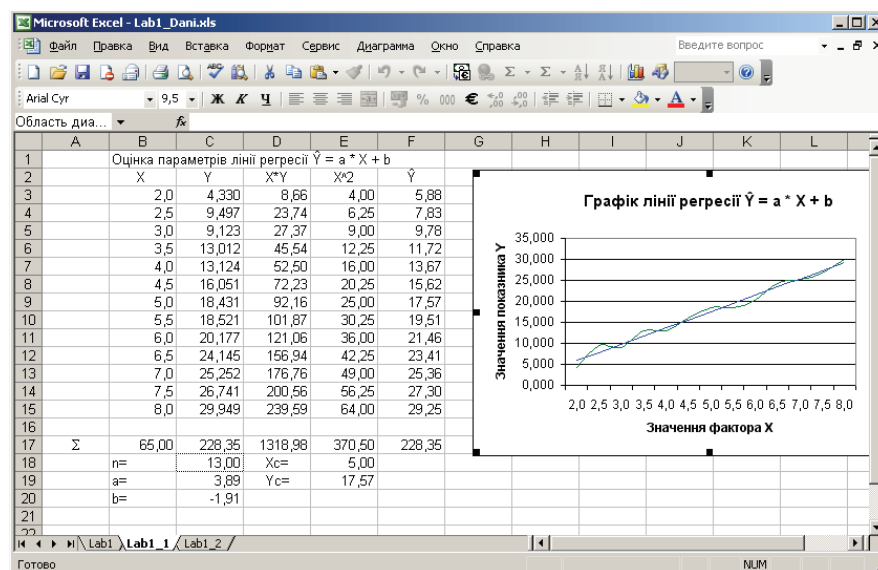 Microsoft Excel - Lab1_Dani.xls
Файл Правка Вид Вставка Формат Сервис Диаграмма Окно Справка Введите вопрос
Arial Cyr 9,5 Ж К Ч % 000 €
Область диа... fx
A B C D E F G H I J K L
1 Оцінка параметрів лінії регресії Ŷ = a * X + b
2 X Y X*Y X^2 Ŷ
3 2,0 4,330 8,66 4,00 5,88
4 2,5 9,497 23,74 6,25 7,83
5 3,0 9,123 27,37 9,00 9,78
6 3,5 13,012 45,54 12,25 11,72
7 4,0 13,124 52,50 16,00 13,67
8 4,5 16,051 72,23 20,25 15,62
9 5,0 18,431 92,16 25,00 17,57
10 5,5 18,521 101,87 30,25 19,51
11 6,0 20,177 121,06 36,00 21,46
12 6,5 24,145 156,94 42,25 23,41
13 7,0 25,252 176,76 49,00 25,36
14 7,5 26,741 200,56 56,25 27,30
15 8,0 29,949 239,59 64,00 29,25
16
17 Σ 65,00 228,35 1318,98 370,50 228,35
18 n= 13,00 Xc= 5,00
19 a= 3,89 Yc= 17,57
20 b= -1,91
21
22
Графік лінії регресії Ŷ = a * X + b
Значення показника Y
35,000
30,000
25,000
20,000
15,000
10,000
5,000
0,000
2,0 2,5 3,0 3,5 4,0 4,5 5,0 5,5 6,0 6,5 7,0 7,5 8,0
Значення фактора X
Lab1 Lab1_1 Lab1_2
Готово NUM